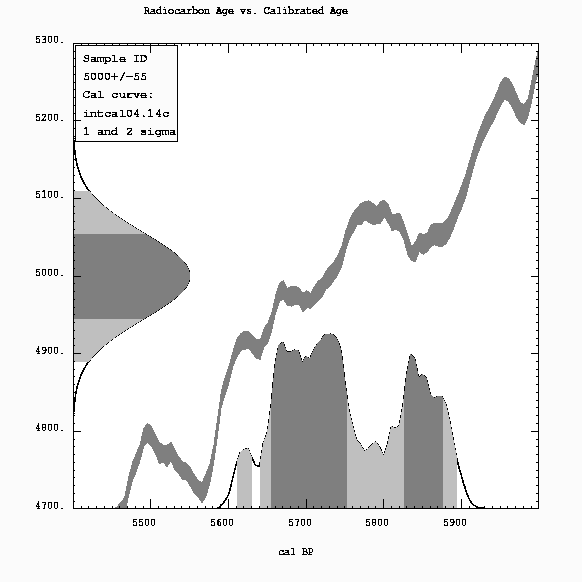 Radiocarbon Age vs. Calibrated Age
5300.
Sample ID
5000+/-55
Cal curve:
intcal04.14c
1 and 2 sigma
5200.
5100.
5000.
4900.
4800.
4700.
5500 5600 5700 5800 5900
cal BP